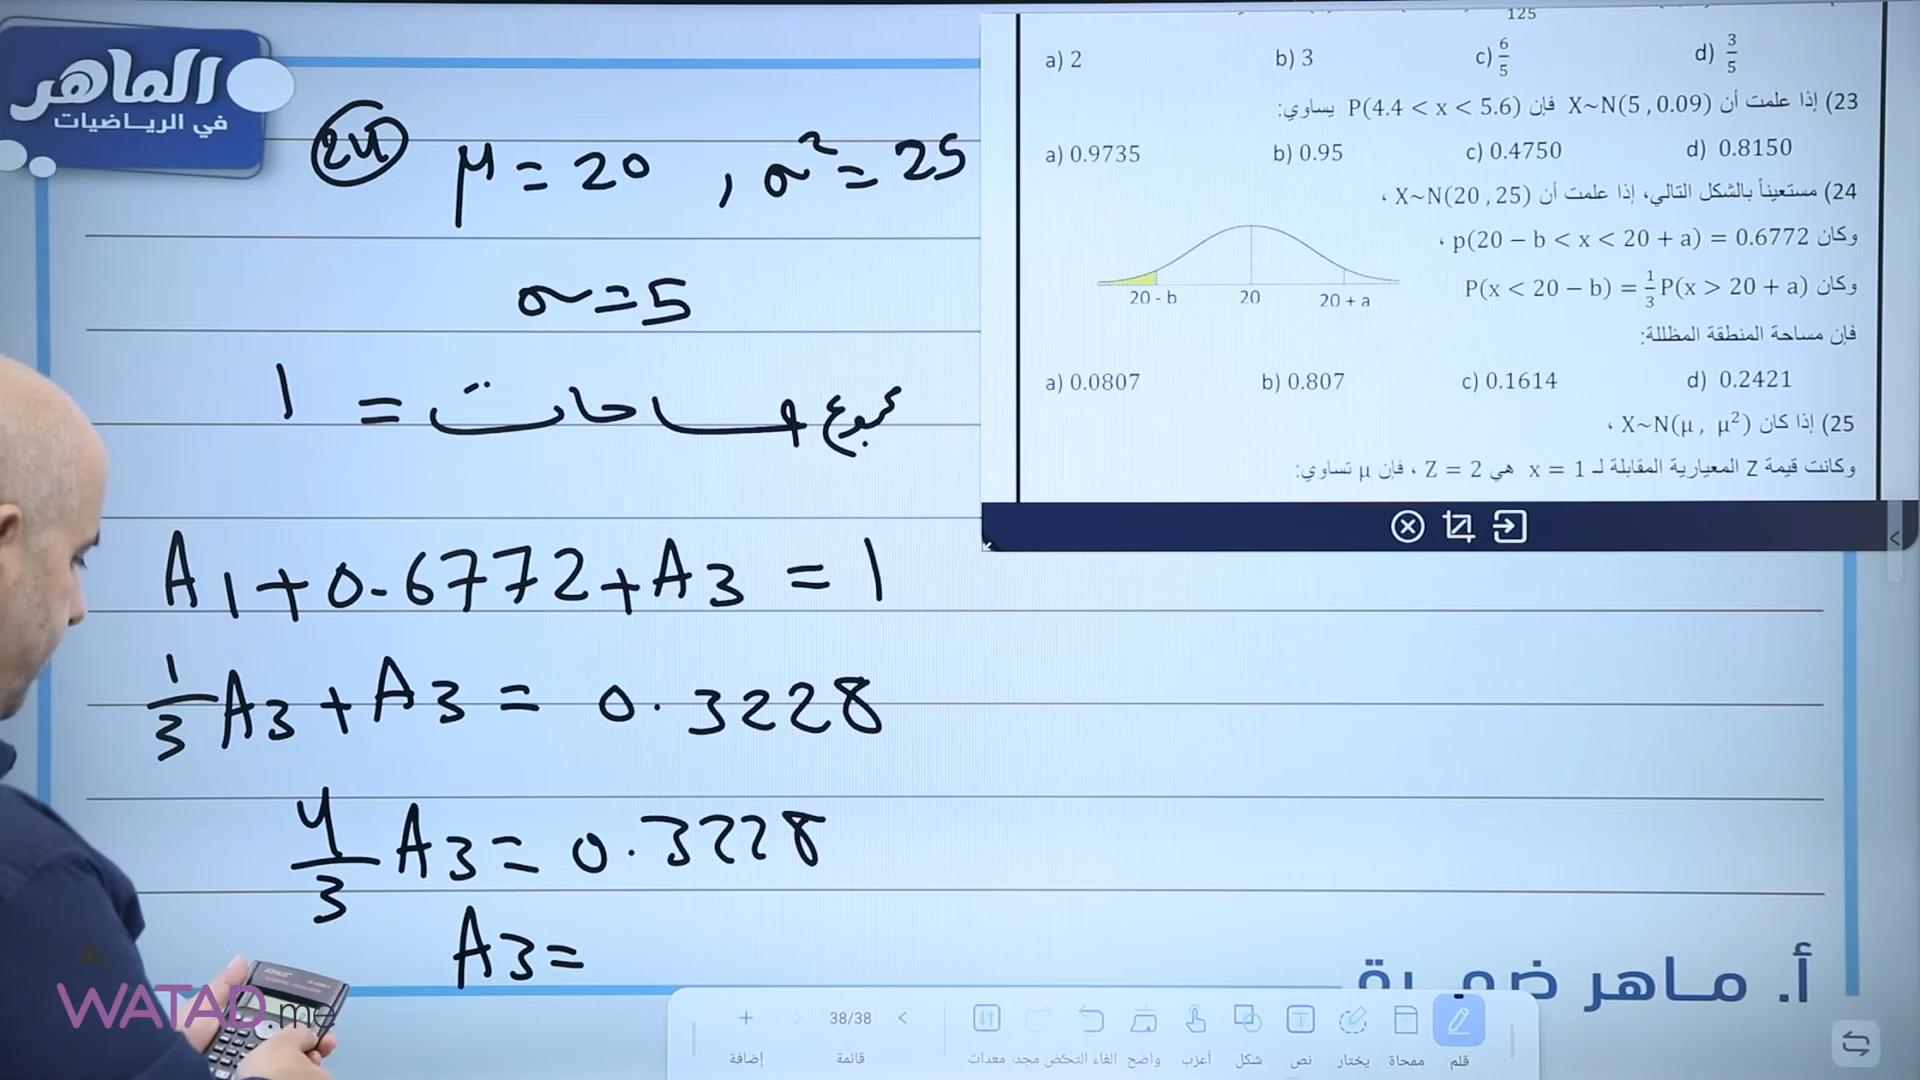 الماهر
في الرياضيات
24 μ = 20 , σ² = 25
σ = 5
مجموع مساحات = 1
A1 + 0.6772 + A3 = 1
1/3 A3 + A3 = 0.3228
4/3 A3 = 0.3228
A3 =
125
a) 2 b) 3 c) 6/5 d) 3/5
23) إذا علمت أن X~N(5 , 0.09) فإن P(4.4 < x < 5.6) يساوي:
a) 0.9735 b) 0.95 c) 0.4750 d) 0.8150
24) مستعيناً بالشكل التالي، إذا علمت أن X~N(20 , 25) ،
وكان p(20 − b < x < 20 + a) = 0.6772 ،
وكان P(x < 20 − b) = 1/3 P(x > 20 + a)
20 - b 20 20 + a
فإن مساحة المنطقة المظللة:
a) 0.0807 b) 0.807 c) 0.1614 d) 0.2421
25) إذا كان X~N(μ , μ²) ،
وكانت قيمة Z المعيارية المقابلة لـ x = 1 هي Z = 2 ، فإن μ تساوي:
أ. ماهر ضمرة
WATAD.me
38/38
قلم ممحاة يختار نص شكل أعزب واضح الغاء التحض مجد معدات قائمة إضافة